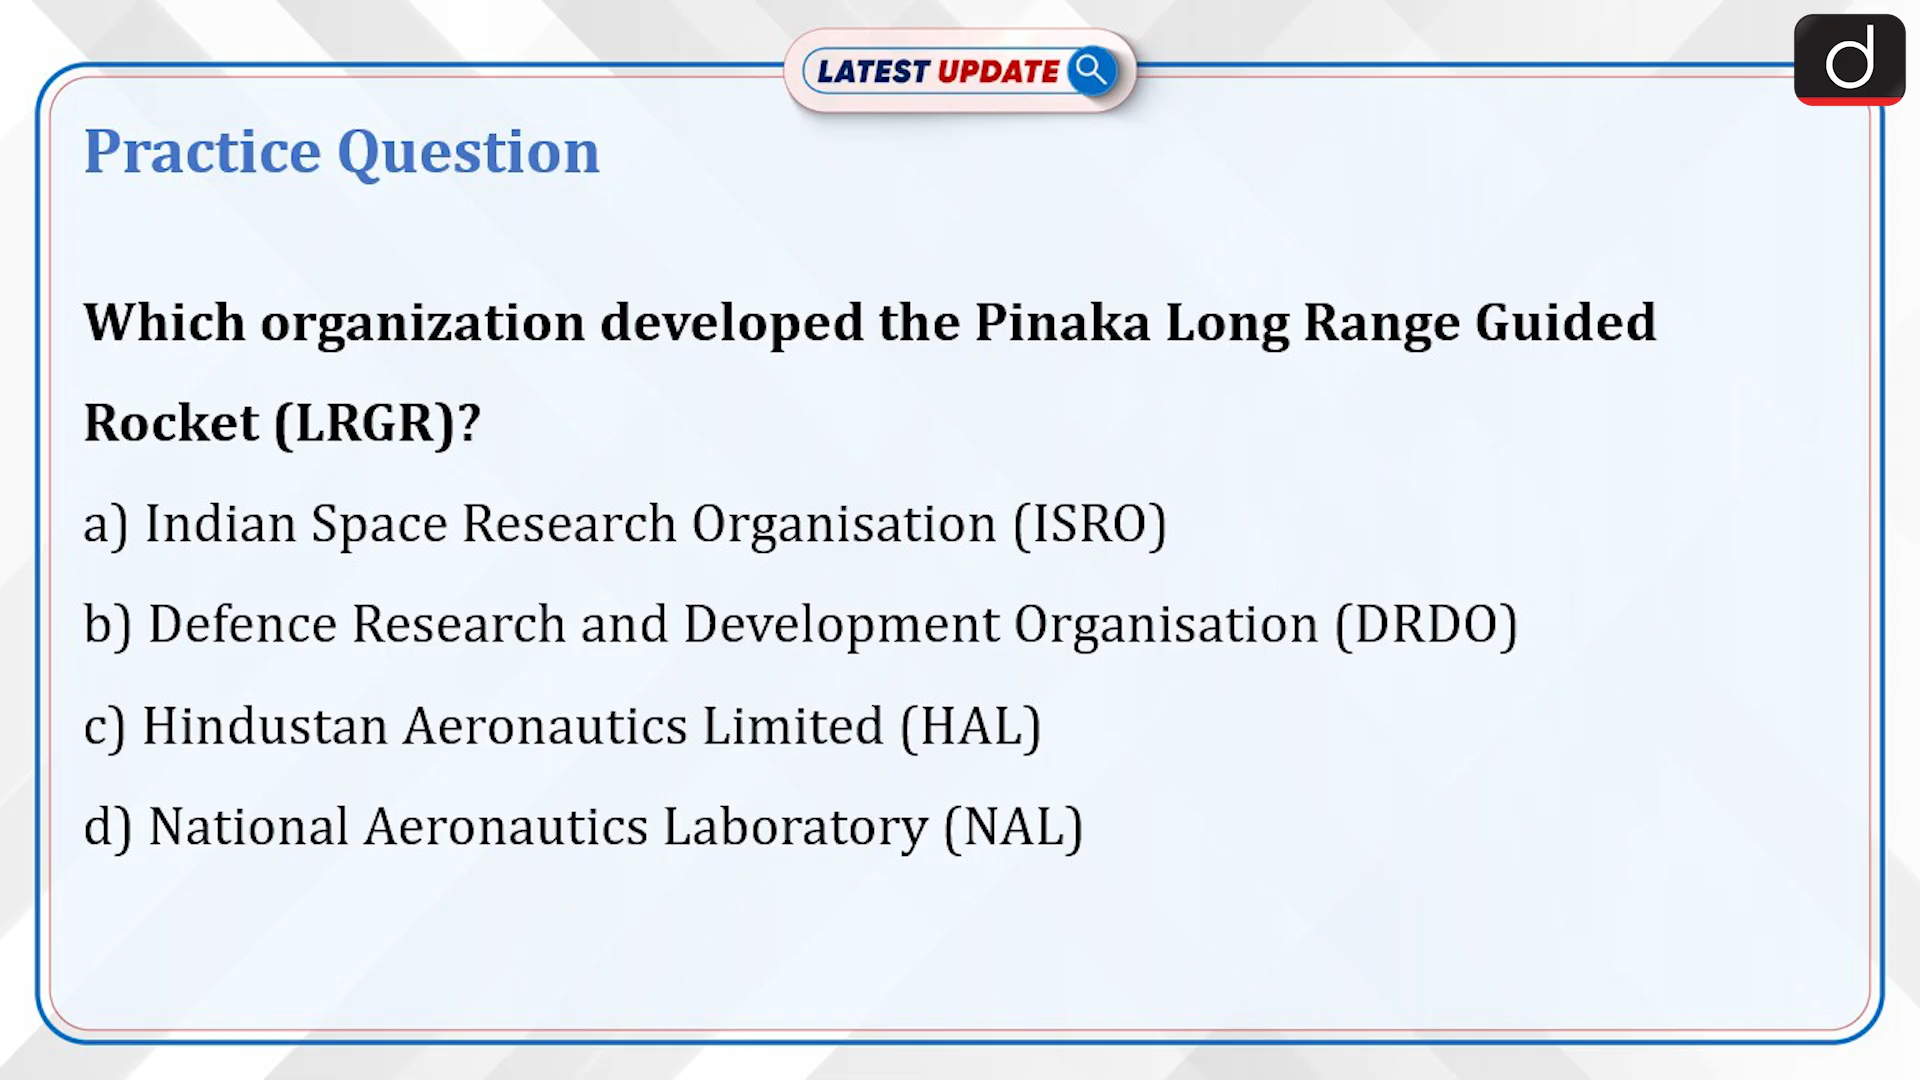 LATEST UPDATE
d
Practice Question
Which organization developed the Pinaka Long Range Guided
Rocket (LRGR)?
a) Indian Space Research Organisation (ISRO)
b) Defence Research and Development Organisation (DRDO)
c) Hindustan Aeronautics Limited (HAL)
d) National Aeronautics Laboratory (NAL)